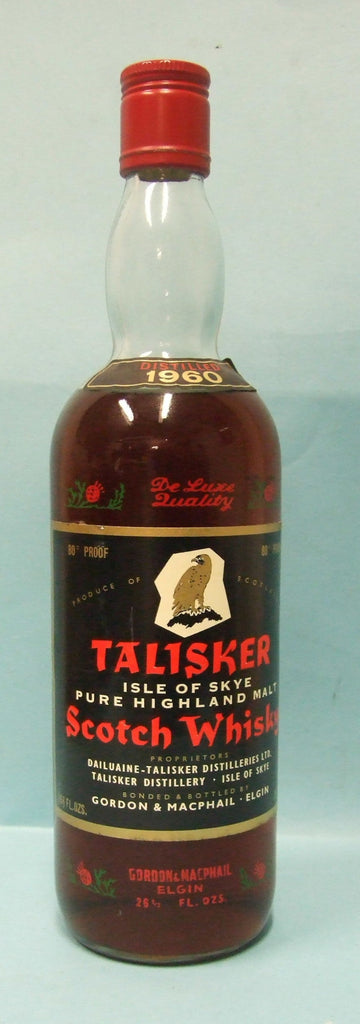 DISTILLED
1960
De Luxe
Quality
80° PROOF
80° PROOF
PRODUCE OF SCOTLA
TALISKER
ISLE OF SKYE
PURE HIGHLAND MALT
Scotch Whisky
PROPRIETORS
DAILUAINE-TALISKER DISTILLERIES LTD.
TALISKER DISTILLERY · ISLE OF SKYE
BONDED & BOTTLED BY
GORDON & MACPHAIL · ELGIN
FL.OZS.
GORDON & MACPHAIL
ELGIN
26⅔ FL. OZS.